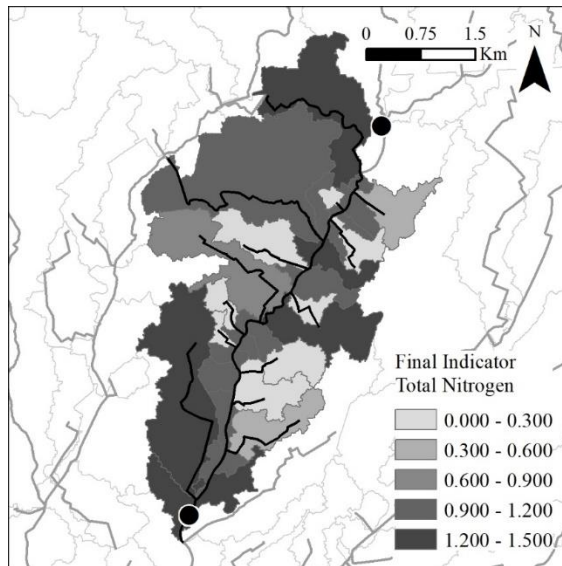 0 0.75 1.5
Km
N
Final Indicator
Total Nitrogen
0.000 - 0.300
0.300 - 0.600
0.600 - 0.900
0.900 - 1.200
1.200 - 1.500